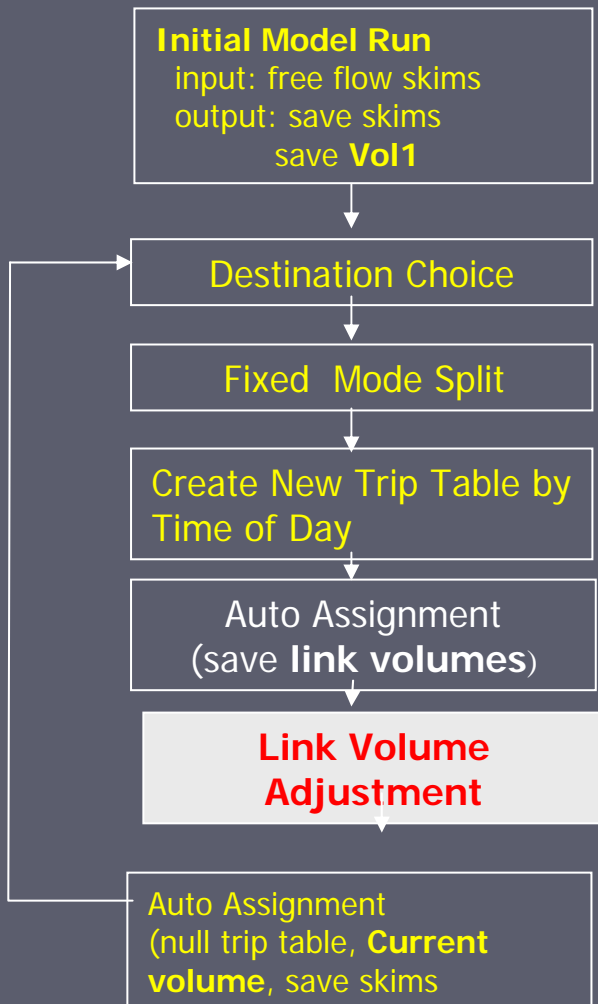 Initial Model Run
input: free flow skims
output: save skims
save Vol1
Destination Choice
Fixed Mode Split
Create New Trip Table by
Time of Day
Auto Assignment
(save link volumes)
Link Volume
Adjustment
Auto Assignment
(null trip table, Current
volume, save skims